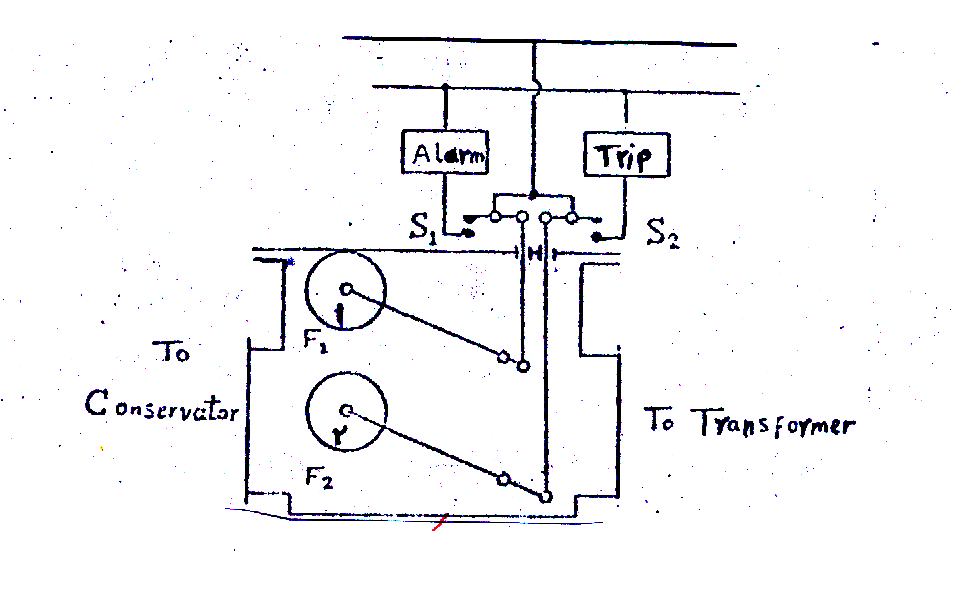 Alarm
Trip
S₁
S₂
F₁
To
Conservator
To Transformer
F₂